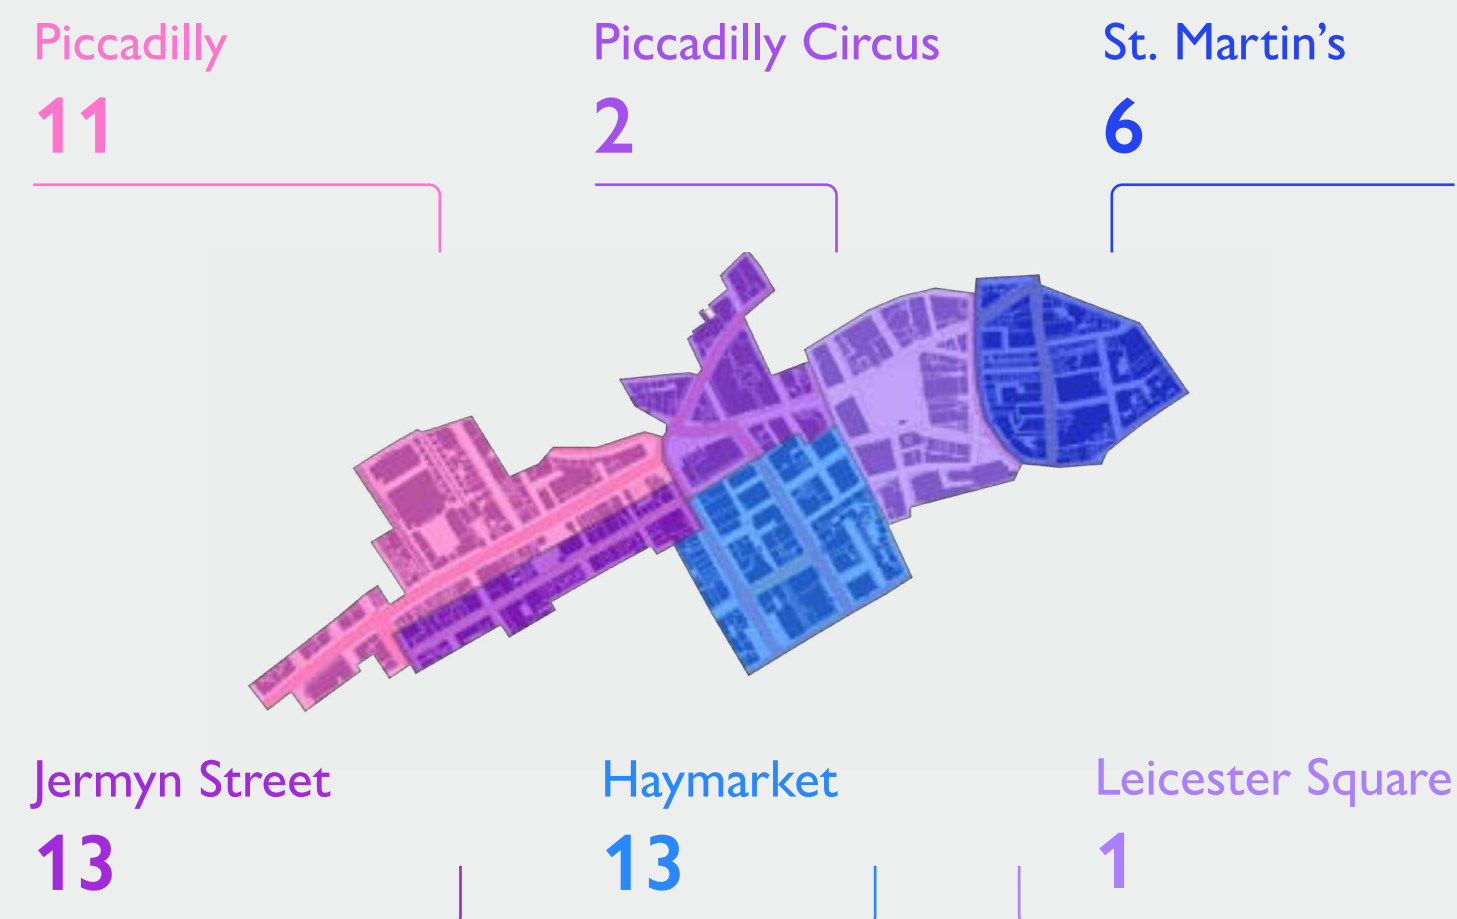 Piccadilly
11
Piccadilly Circus
2
St. Martin’s
6
Jermyn Street
13
Haymarket
13
Leicester Square
1